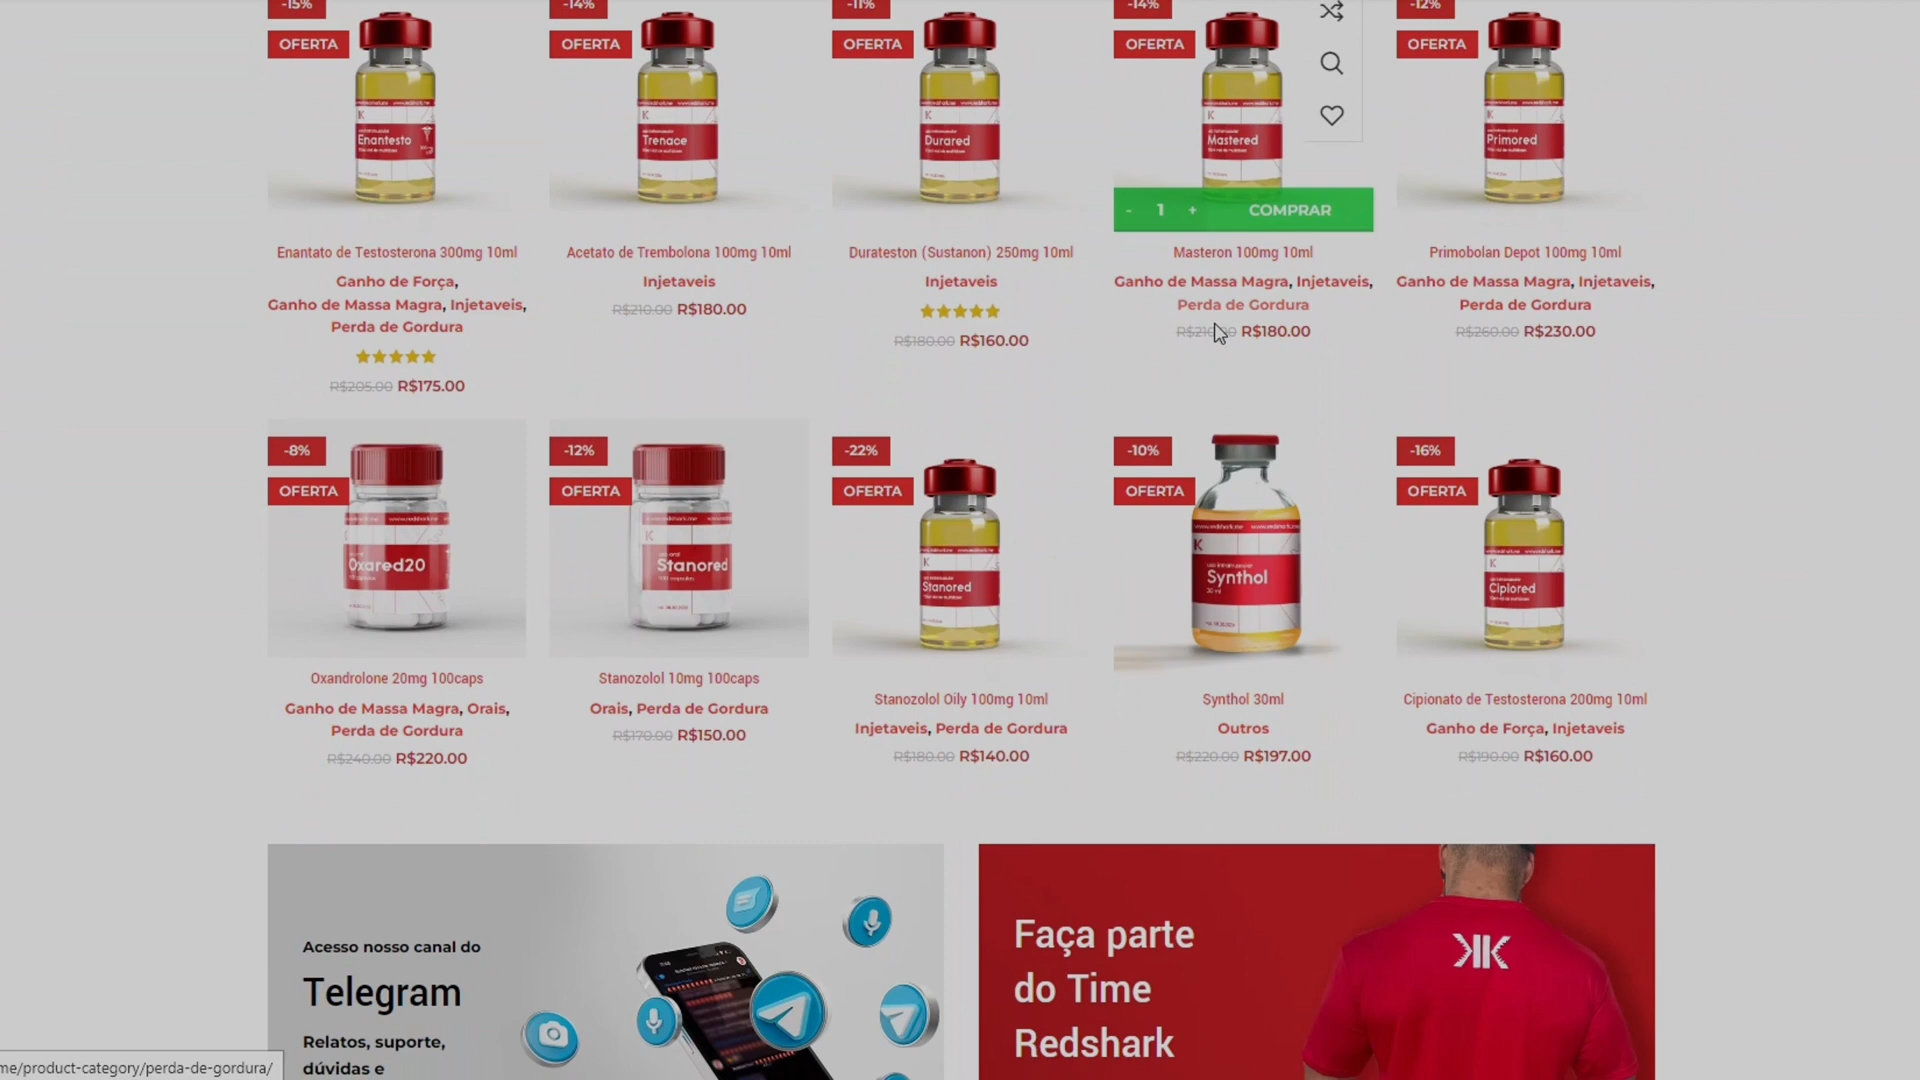 -15%
-14%
-11%
-14%
-12%
OFERTA
OFERTA
OFERTA
OFERTA
OFERTA
Enantesto
Trenace
Durared
Mastered
Primored
- 1 + COMPRAR
Enantato de Testosterona 300mg 10ml
Ganho de Força,
Ganho de Massa Magra, Injetaveis,
Perda de Gordura
R$205.00 R$175.00
Acetato de Trembolona 100mg 10ml
Injetaveis
R$210.00 R$180.00
Durateston (Sustanon) 250mg 10ml
Injetaveis
R$180.00 R$160.00
Masteron 100mg 10ml
Ganho de Massa Magra, Injetaveis,
Perda de Gordura
R$180.00
Primobolan Depot 100mg 10ml
Ganho de Massa Magra, Injetaveis,
Perda de Gordura
R$260.00 R$230.00
-8%
OFERTA
www.redshark.me
Oxared20
Oxandrolone 20mg 100caps
Ganho de Massa Magra, Orais,
Perda de Gordura
R$240.00 R$220.00
-12%
OFERTA
www.redshark.me
Stanored
Stanozolol 10mg 100caps
Orais, Perda de Gordura
R$170.00 R$150.00
-22%
OFERTA
Stanored
Stanozolol Oily 100mg 10ml
Injetaveis, Perda de Gordura
R$180.00 R$140.00
-10%
OFERTA
Synthol
30 ml
Synthol 30ml
Outros
R$220.00 R$197.00
-16%
OFERTA
Ciplored
Cipionato de Testosterona 200mg 10ml
Ganho de Força, Injetaveis
R$190.00 R$160.00
Acesso nosso canal do
Telegram
Relatos, suporte,
dúvidas e
Faça parte
do Time
Redshark
me/product-category/perda-de-gordura/